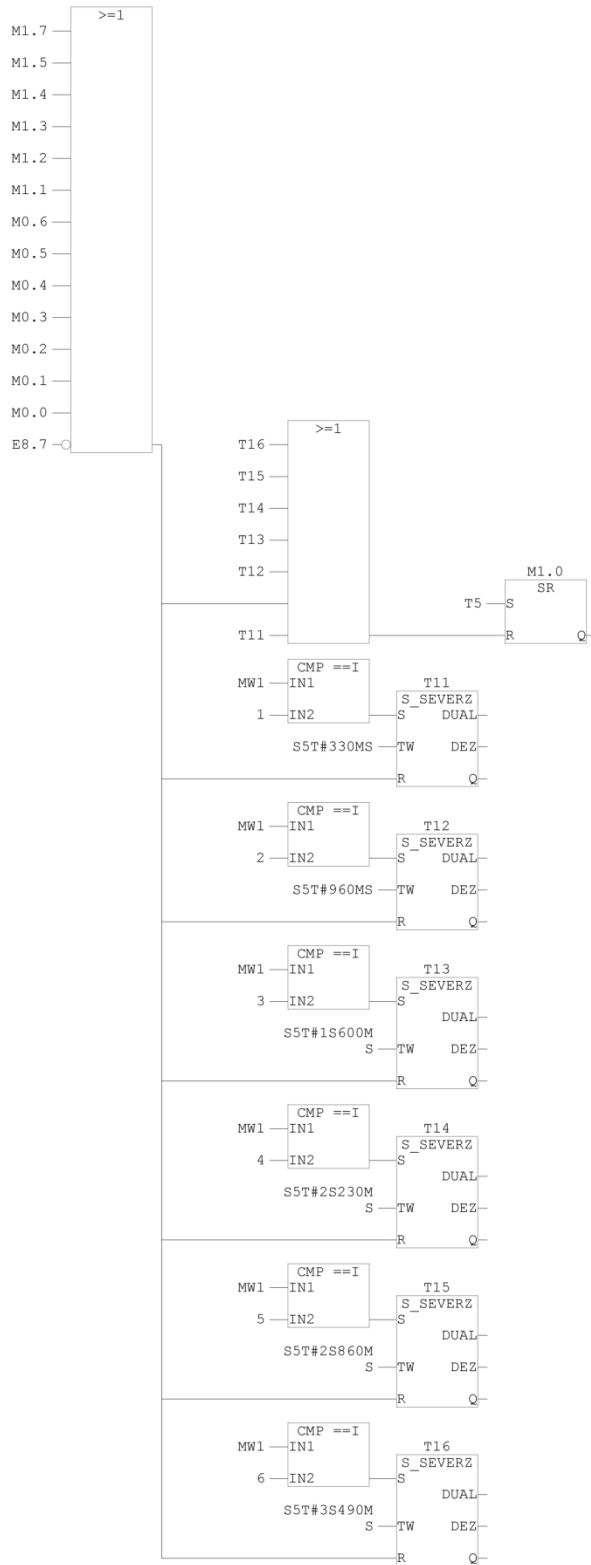 >=1
M1.7
M1.5
M1.4
M1.3
M1.2
M1.1
M0.6
M0.5
M0.4
M0.3
M0.2
M0.1
M0.0
E8.7
>=1
T16
T15
T14
T13
T12
T11
M1.0
SR
T5 S
R Q
CMP ==I
MW1 IN1
1 IN2
T11
S_SEVERZ
S DUAL
S5T#330MS TW DEZ
R Q
CMP ==I
MW1 IN1
2 IN2
T12
S_SEVERZ
S DUAL
S5T#960MS TW DEZ
R Q
CMP ==I
MW1 IN1
3 IN2
T13
S_SEVERZ
S
DUAL
S5T#1S600M
S TW DEZ
R Q
CMP ==I
MW1 IN1
4 IN2
T14
S_SEVERZ
S
DUAL
S5T#2S230M
S TW DEZ
R Q
CMP ==I
MW1 IN1
5 IN2
T15
S_SEVERZ
S
DUAL
S5T#2S860M
S TW DEZ
R Q
CMP ==I
MW1 IN1
6 IN2
T16
S_SEVERZ
S
DUAL
S5T#3S490M
S TW DEZ
R Q